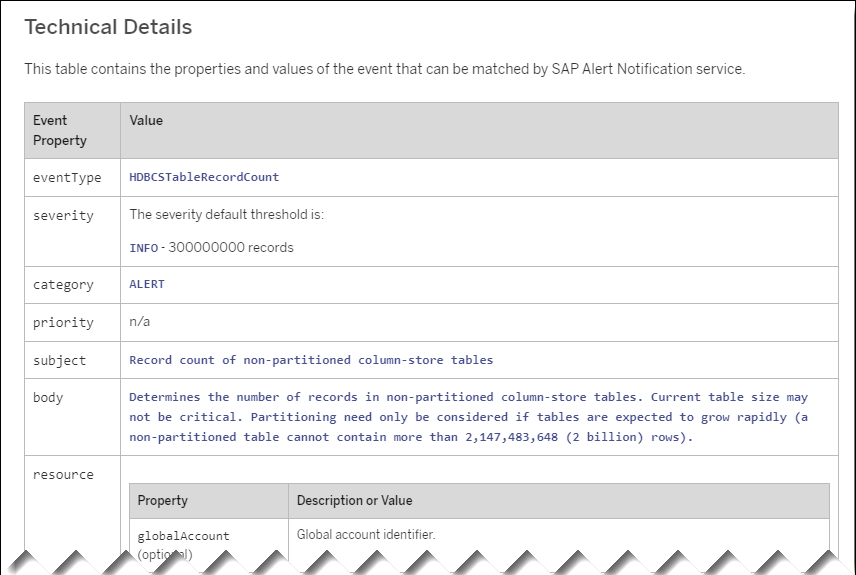 Technical Details
This table contains the properties and values of the event that can be matched by SAP Alert Notification service.
Event Property
Value
eventType
HDBCSTableRecordCount
severity
The severity default threshold is:
INFO - 300000000 records
category
ALERT
priority
n/a
subject
Record count of non-partitioned column-store tables
body
Determines the number of records in non-partitioned column-store tables. Current table size may
not be critical. Partitioning need only be considered if tables are expected to grow rapidly (a
non-partitioned table cannot contain more than 2,147,483,648 (2 billion) rows).
resource
Property
Description or Value
globalAccount
(optional)
Global account identifier.